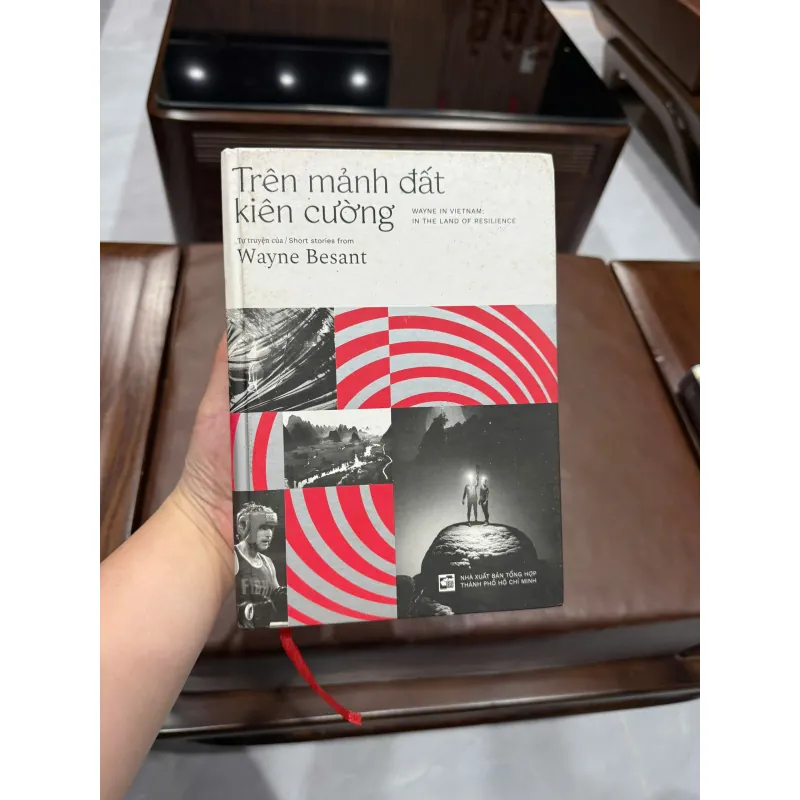 Trên mảnh đất
kiên cường
WAYNE IN VIETNAM:
IN THE LAND OF RESILIENCE
Tự truyện của / Short stories from
Wayne Besant
NHÀ XUẤT BẢN TỔNG HỢP
THÀNH PHỐ HỒ CHÍ MINH